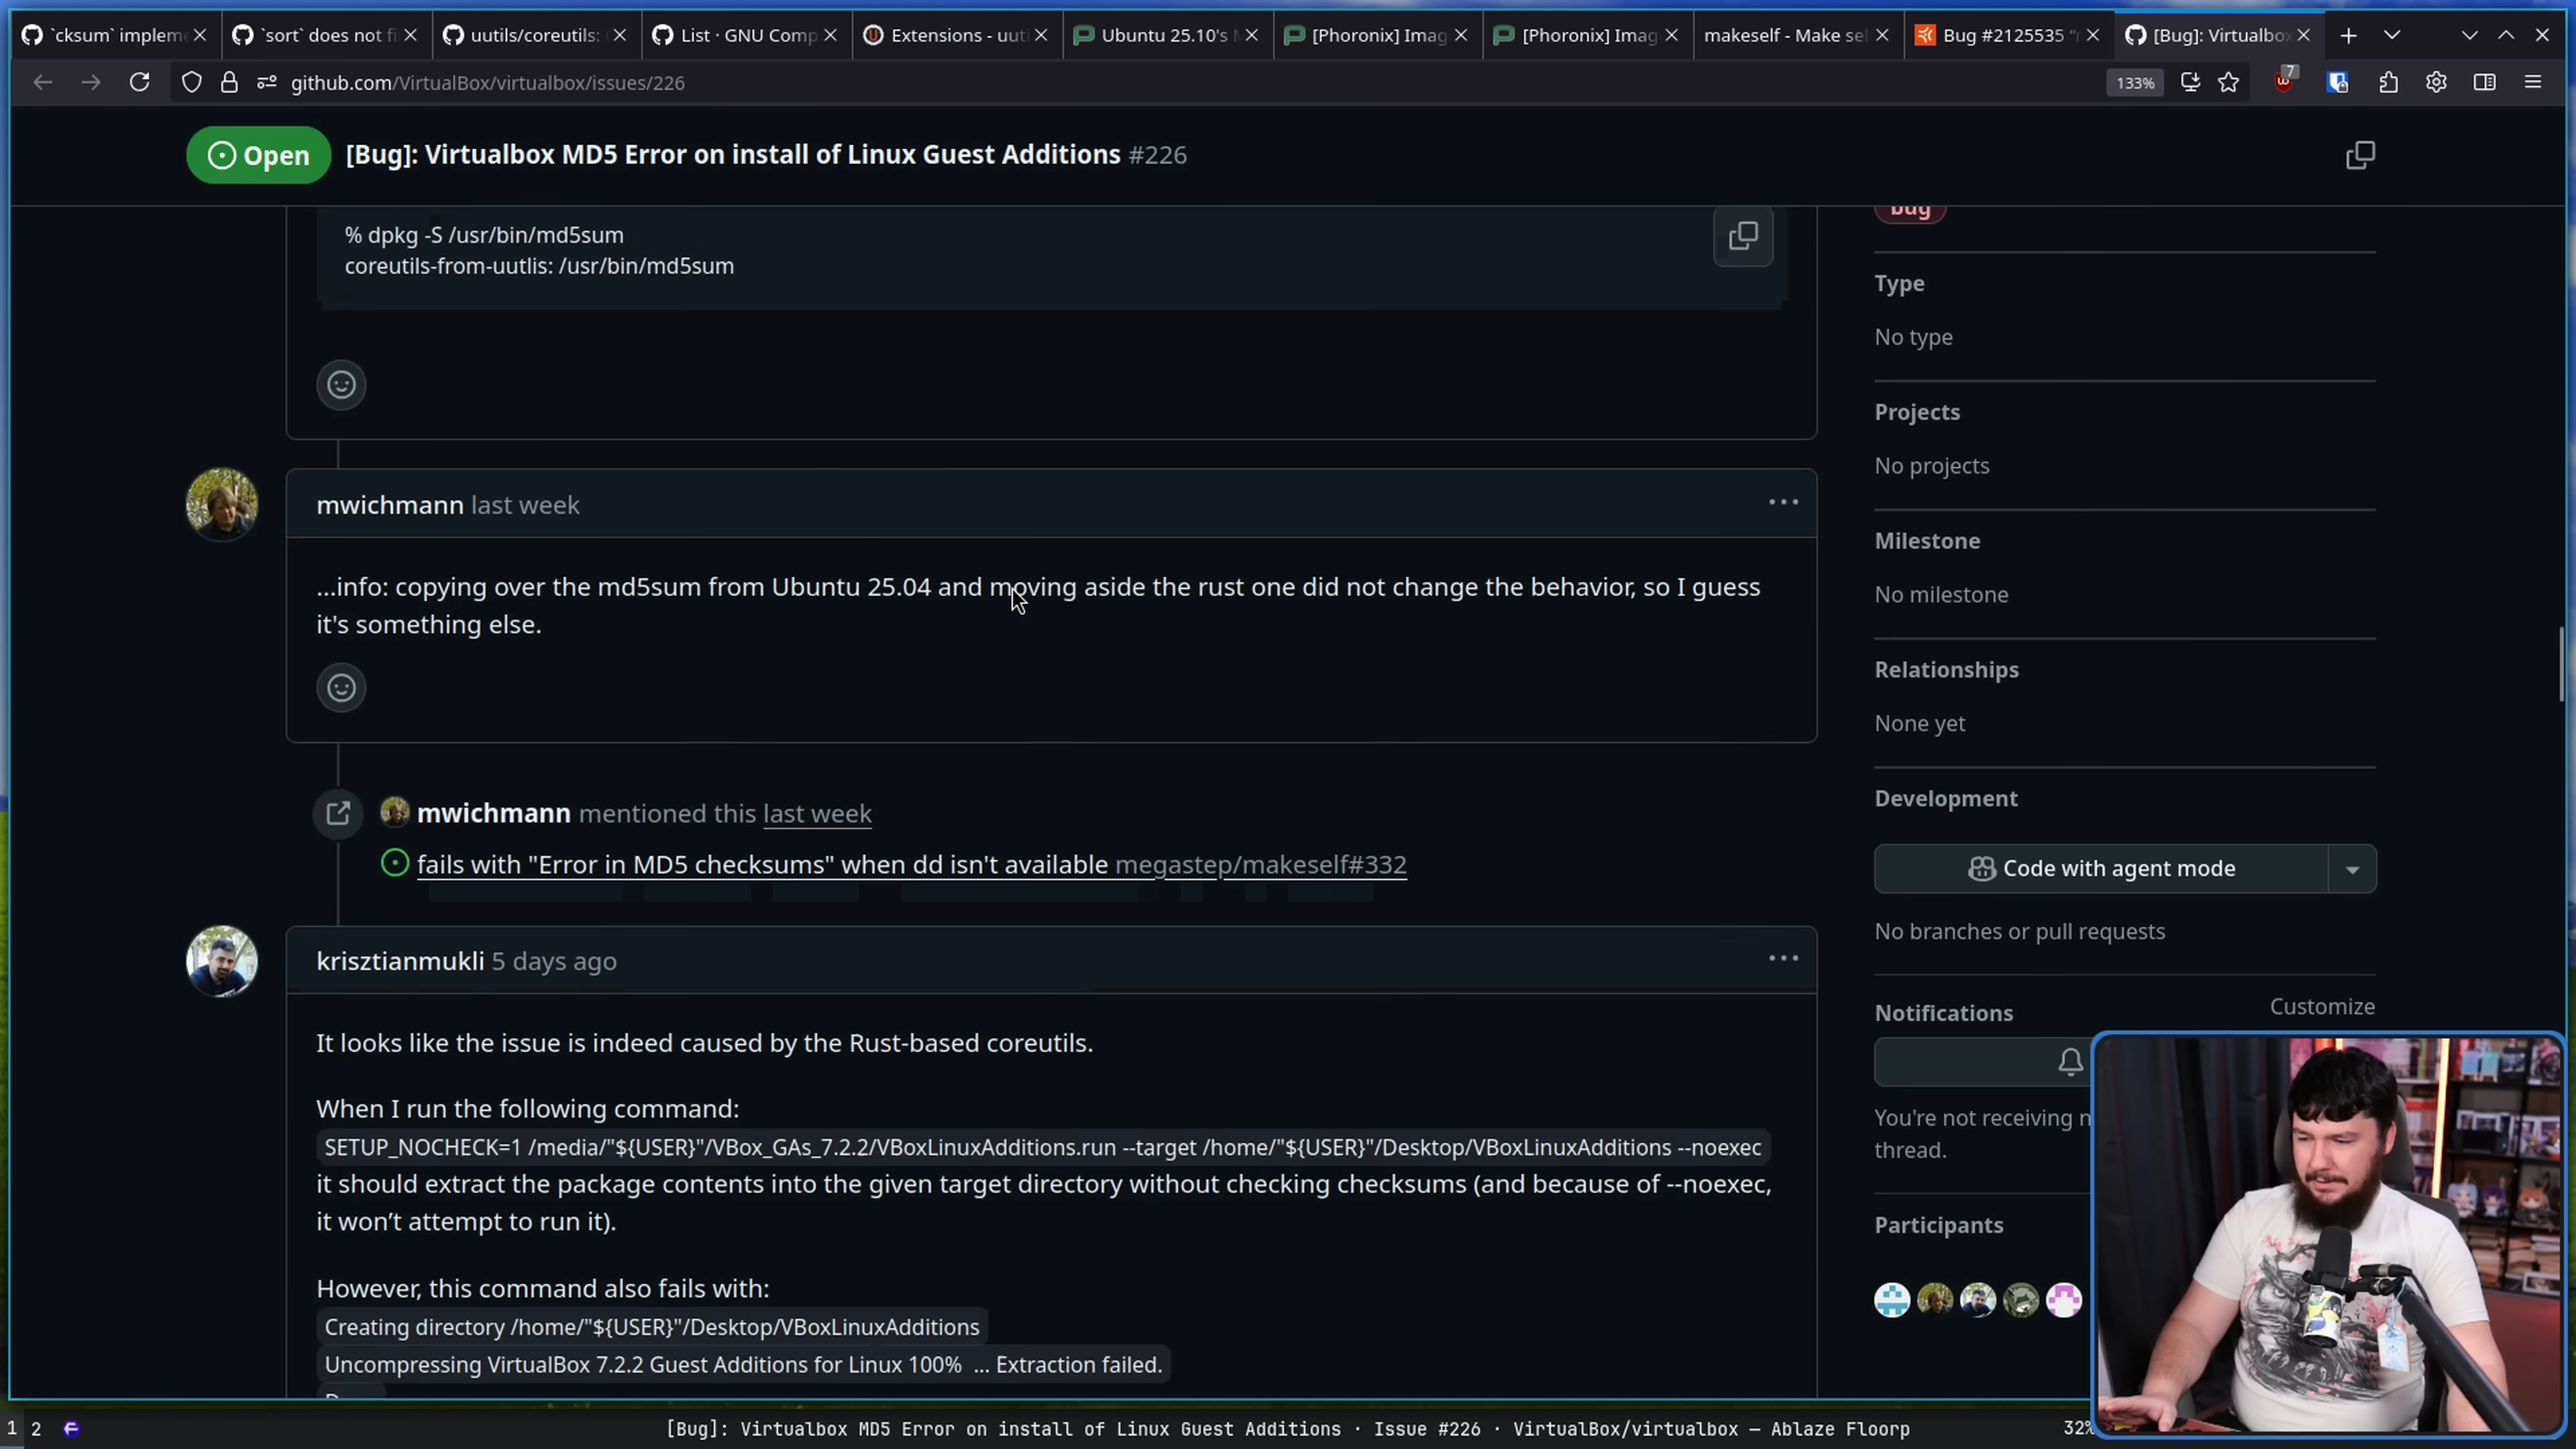 `cksum` impleme
`sort` does not fi
uutils/coreutils:
List · GNU Comp
Extensions - uut
Ubuntu 25.10's
[Phoronix] Imag
[Phoronix] Imag
makeself - Make sel
Bug #2125535 "
[Bug]: Virtualbo
github.com/VirtualBox/virtualbox/issues/226
133%
7
Open
[Bug]: Virtualbox MD5 Error on install of Linux Guest Additions #226
% dpkg -S /usr/bin/md5sum
coreutils-from-uutlis: /usr/bin/md5sum
mwichmann last week
...info: copying over the md5sum from Ubuntu 25.04 and moving aside the rust one did not change the behavior, so I guess
it's something else.
mwichmann mentioned this last week
fails with "Error in MD5 checksums" when dd isn't available megastep/makeself#332
krisztianmukli 5 days ago
It looks like the issue is indeed caused by the Rust-based coreutils.
When I run the following command:
SETUP_NOCHECK=1 /media/"${USER}"/VBox_GAs_7.2.2/VBoxLinuxAdditions.run --target /home/"${USER}"/Desktop/VBoxLinuxAdditions --noexec
it should extract the package contents into the given target directory without checking checksums (and because of --noexec,
it won't attempt to run it).
However, this command also fails with:
Creating directory /home/"${USER}"/Desktop/VBoxLinuxAdditions
Uncompressing VirtualBox 7.2.2 Guest Additions for Linux 100% ... Extraction failed.
bug
Type
No type
Projects
No projects
Milestone
No milestone
Relationships
None yet
Development
Code with agent mode
No branches or pull requests
Notifications
Customize
You're not receiving n
thread.
Participants
1 2
[Bug]: Virtualbox MD5 Error on install of Linux Guest Additions · Issue #226 · VirtualBox/virtualbox — Ablaze Floorp
32%